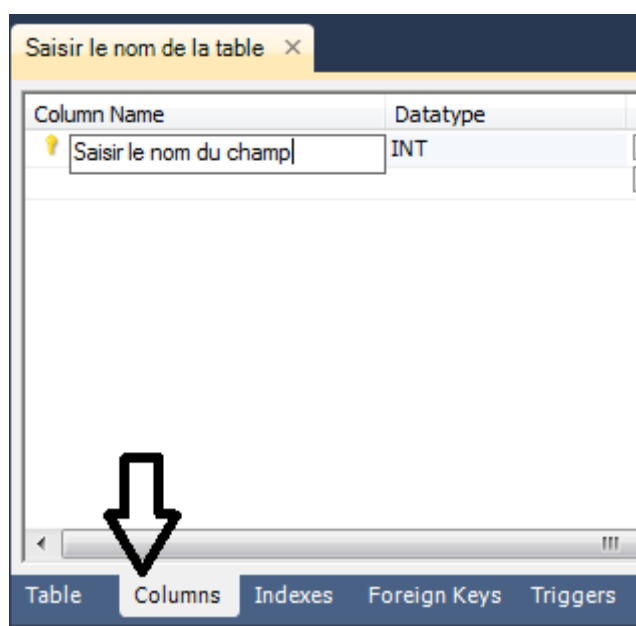 Saisir le nom de la table
Column Name Datatype
Saisir le nom du champ INT
Table Columns Indexes Foreign Keys Triggers